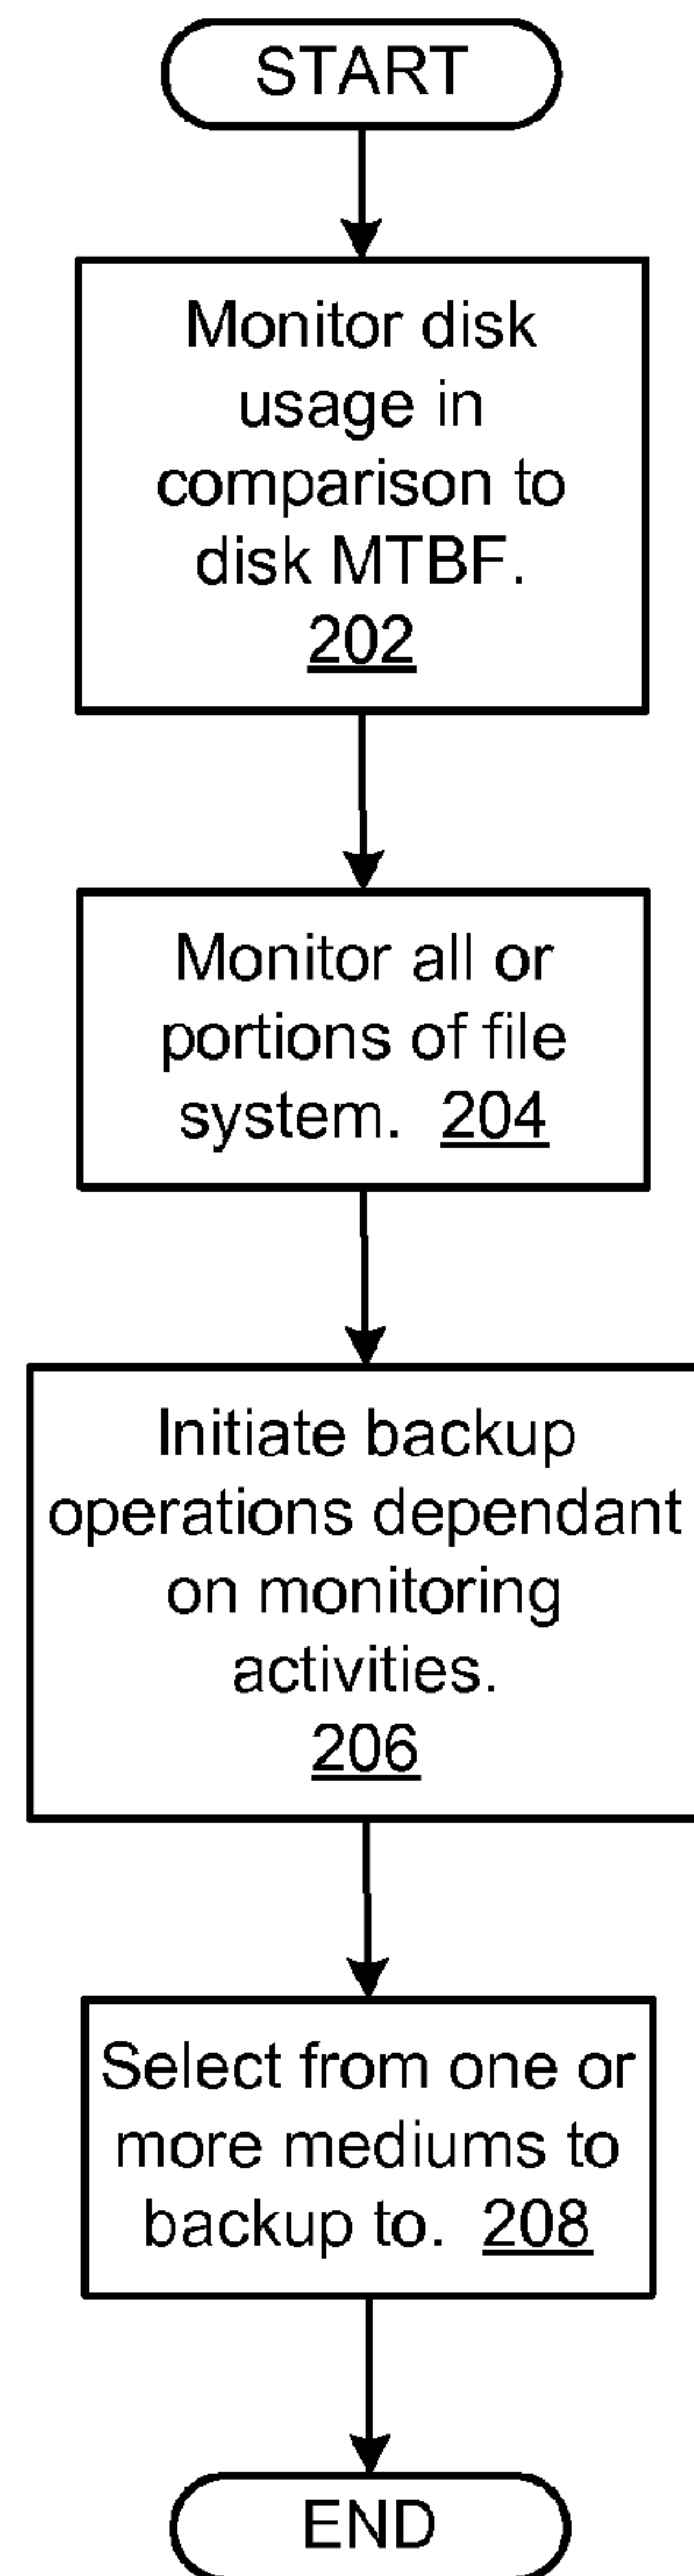 START
Monitor disk
usage in
comparison to
disk MTBF.
202
Monitor all or
portions of file
system. 204
Initiate backup
operations dependant
on monitoring
activities.
206
Select from one or
more mediums to
backup to. 208
END